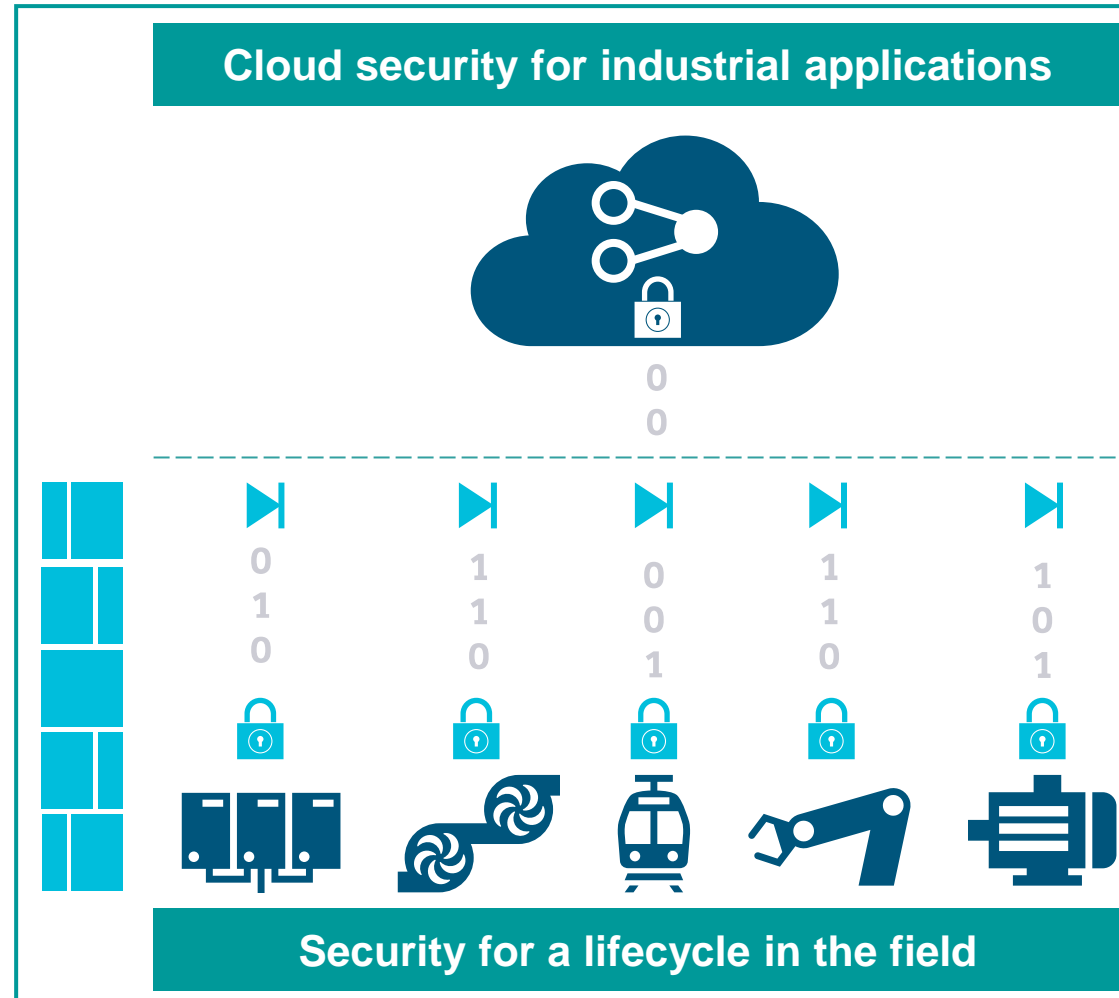 Cloud security for industrial applications
0
0
0 1 0 1 1
1 1 0 1 0
0 0 1 0 1
Security for a lifecycle in the field